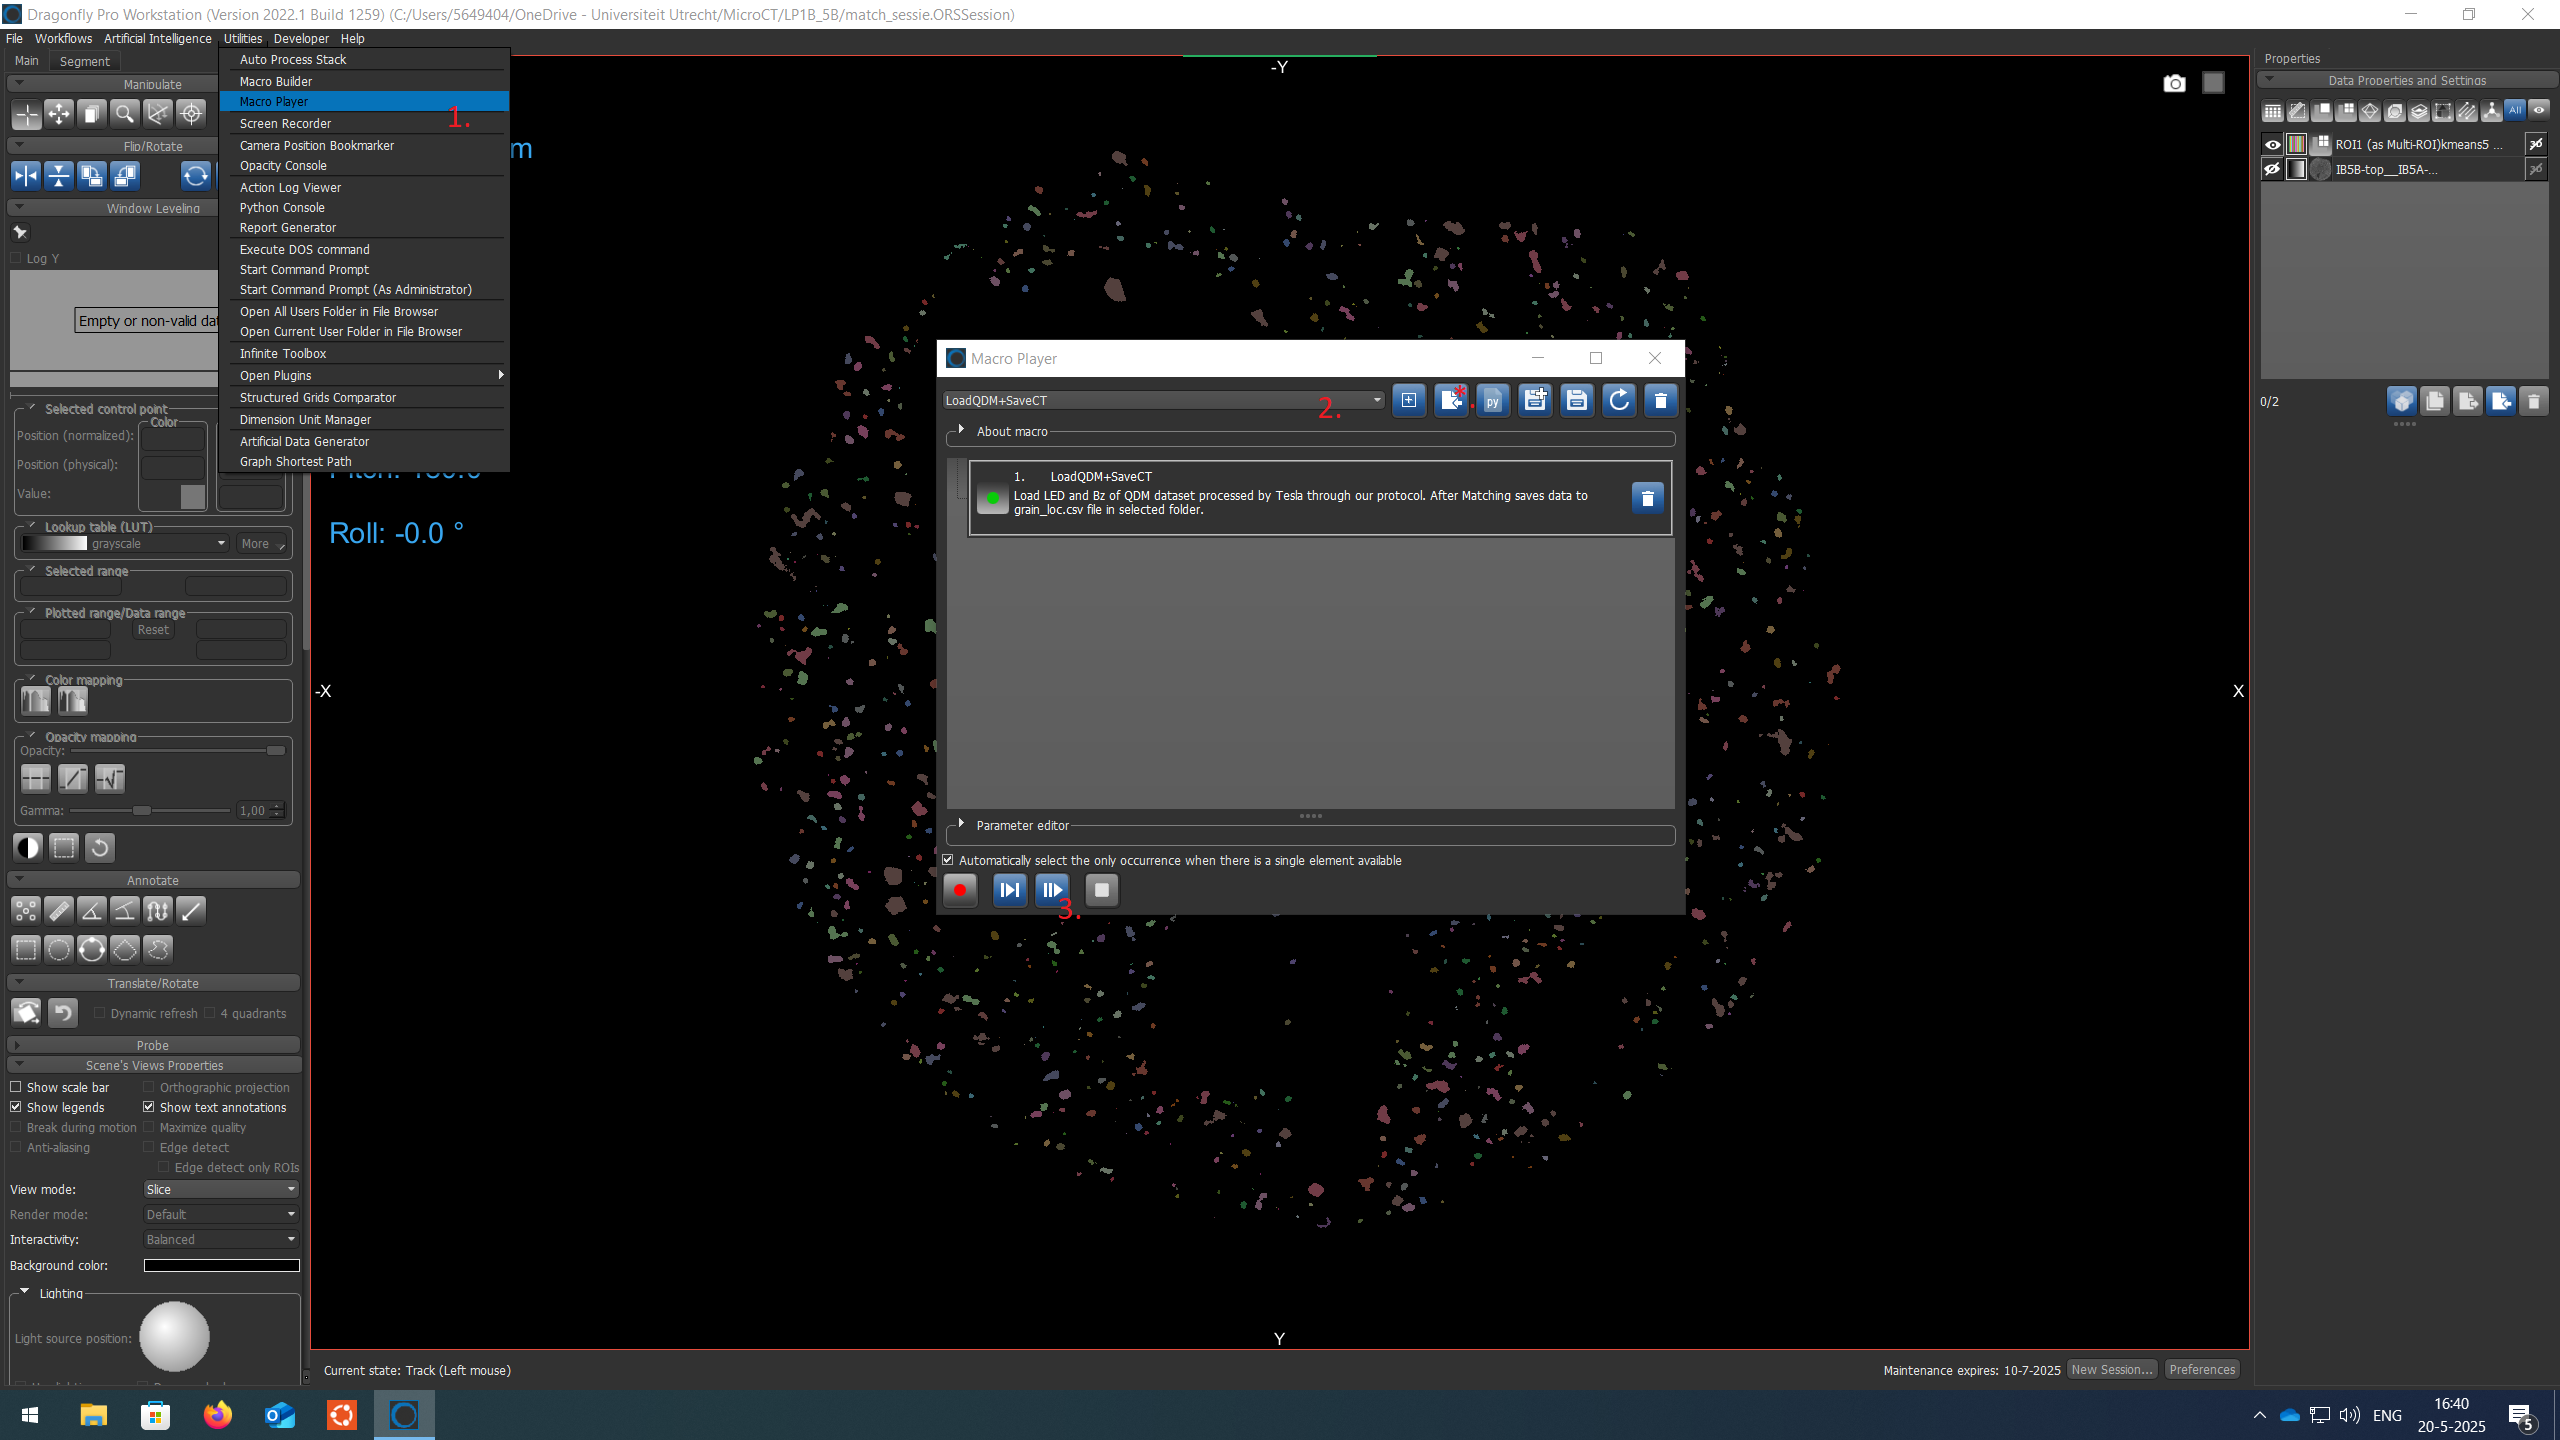 Dragonfly Pro Workstation (Version 2022.1 Build 1259) (C:/Users/5649404/OneDrive - Universiteit Utrecht/MicroCT/LP1B_5B/match_sessie.ORSSession)
File Workflows Artificial Intelligence Utilities Developer Help
Main Segment
Manipulate
Flip/Rotate
Window Leveling
Log Y
Empty or non-valid dat
Selected control point
Color
Position (normalized):
Position (physical):
Value:
Lookup table (LUT)
grayscale More
Selected range
Plotted range/Data range
Reset
Color mapping
Opacity mapping
Opacity:
Gamma: 1,00
Annotate
Translate/Rotate
Dynamic refresh 4 quadrants
Probe
Scene's Views Properties
Show scale bar Orthographic projection
Show legends Show text annotations
Break during motion Maximize quality
Anti-aliasing Edge detect
Edge detect only ROIs
View mode: Slice
Render mode: Default
Interactivity: Balanced
Background color:
Lighting
Light source position:
Auto Process Stack
Macro Builder
Macro Player
1.
Screen Recorder
Camera Position Bookmarker
Opacity Console
Action Log Viewer
Python Console
Report Generator
Execute DOS command
Start Command Prompt
Start Command Prompt (As Administrator)
Open All Users Folder in File Browser
Open Current User Folder in File Browser
Infinite Toolbox
Open Plugins
Structured Grids Comparator
Dimension Unit Manager
Artificial Data Generator
Graph Shortest Path
m
Roll: -0.0 °
-Y
-X
X
Y
Macro Player
LoadQDM+SaveCT
2.
*.
py
About macro
1. LoadQDM+SaveCT
Load LED and Bz of QDM dataset processed by Tesla through our protocol. After Matching saves data to
grain_loc.csv file in selected folder.
Parameter editor
Automatically select the only occurrence when there is a single element available
3.
Properties
Data Properties and Settings
All
ROI1 (as Multi-ROI)kmeans5 ...
IB5B-top__IB5A-...
0/2
Current state: Track (Left mouse)
Maintenance expires: 10-7-2025 New Session... Preferences
ENG
16:40
20-5-2025
5